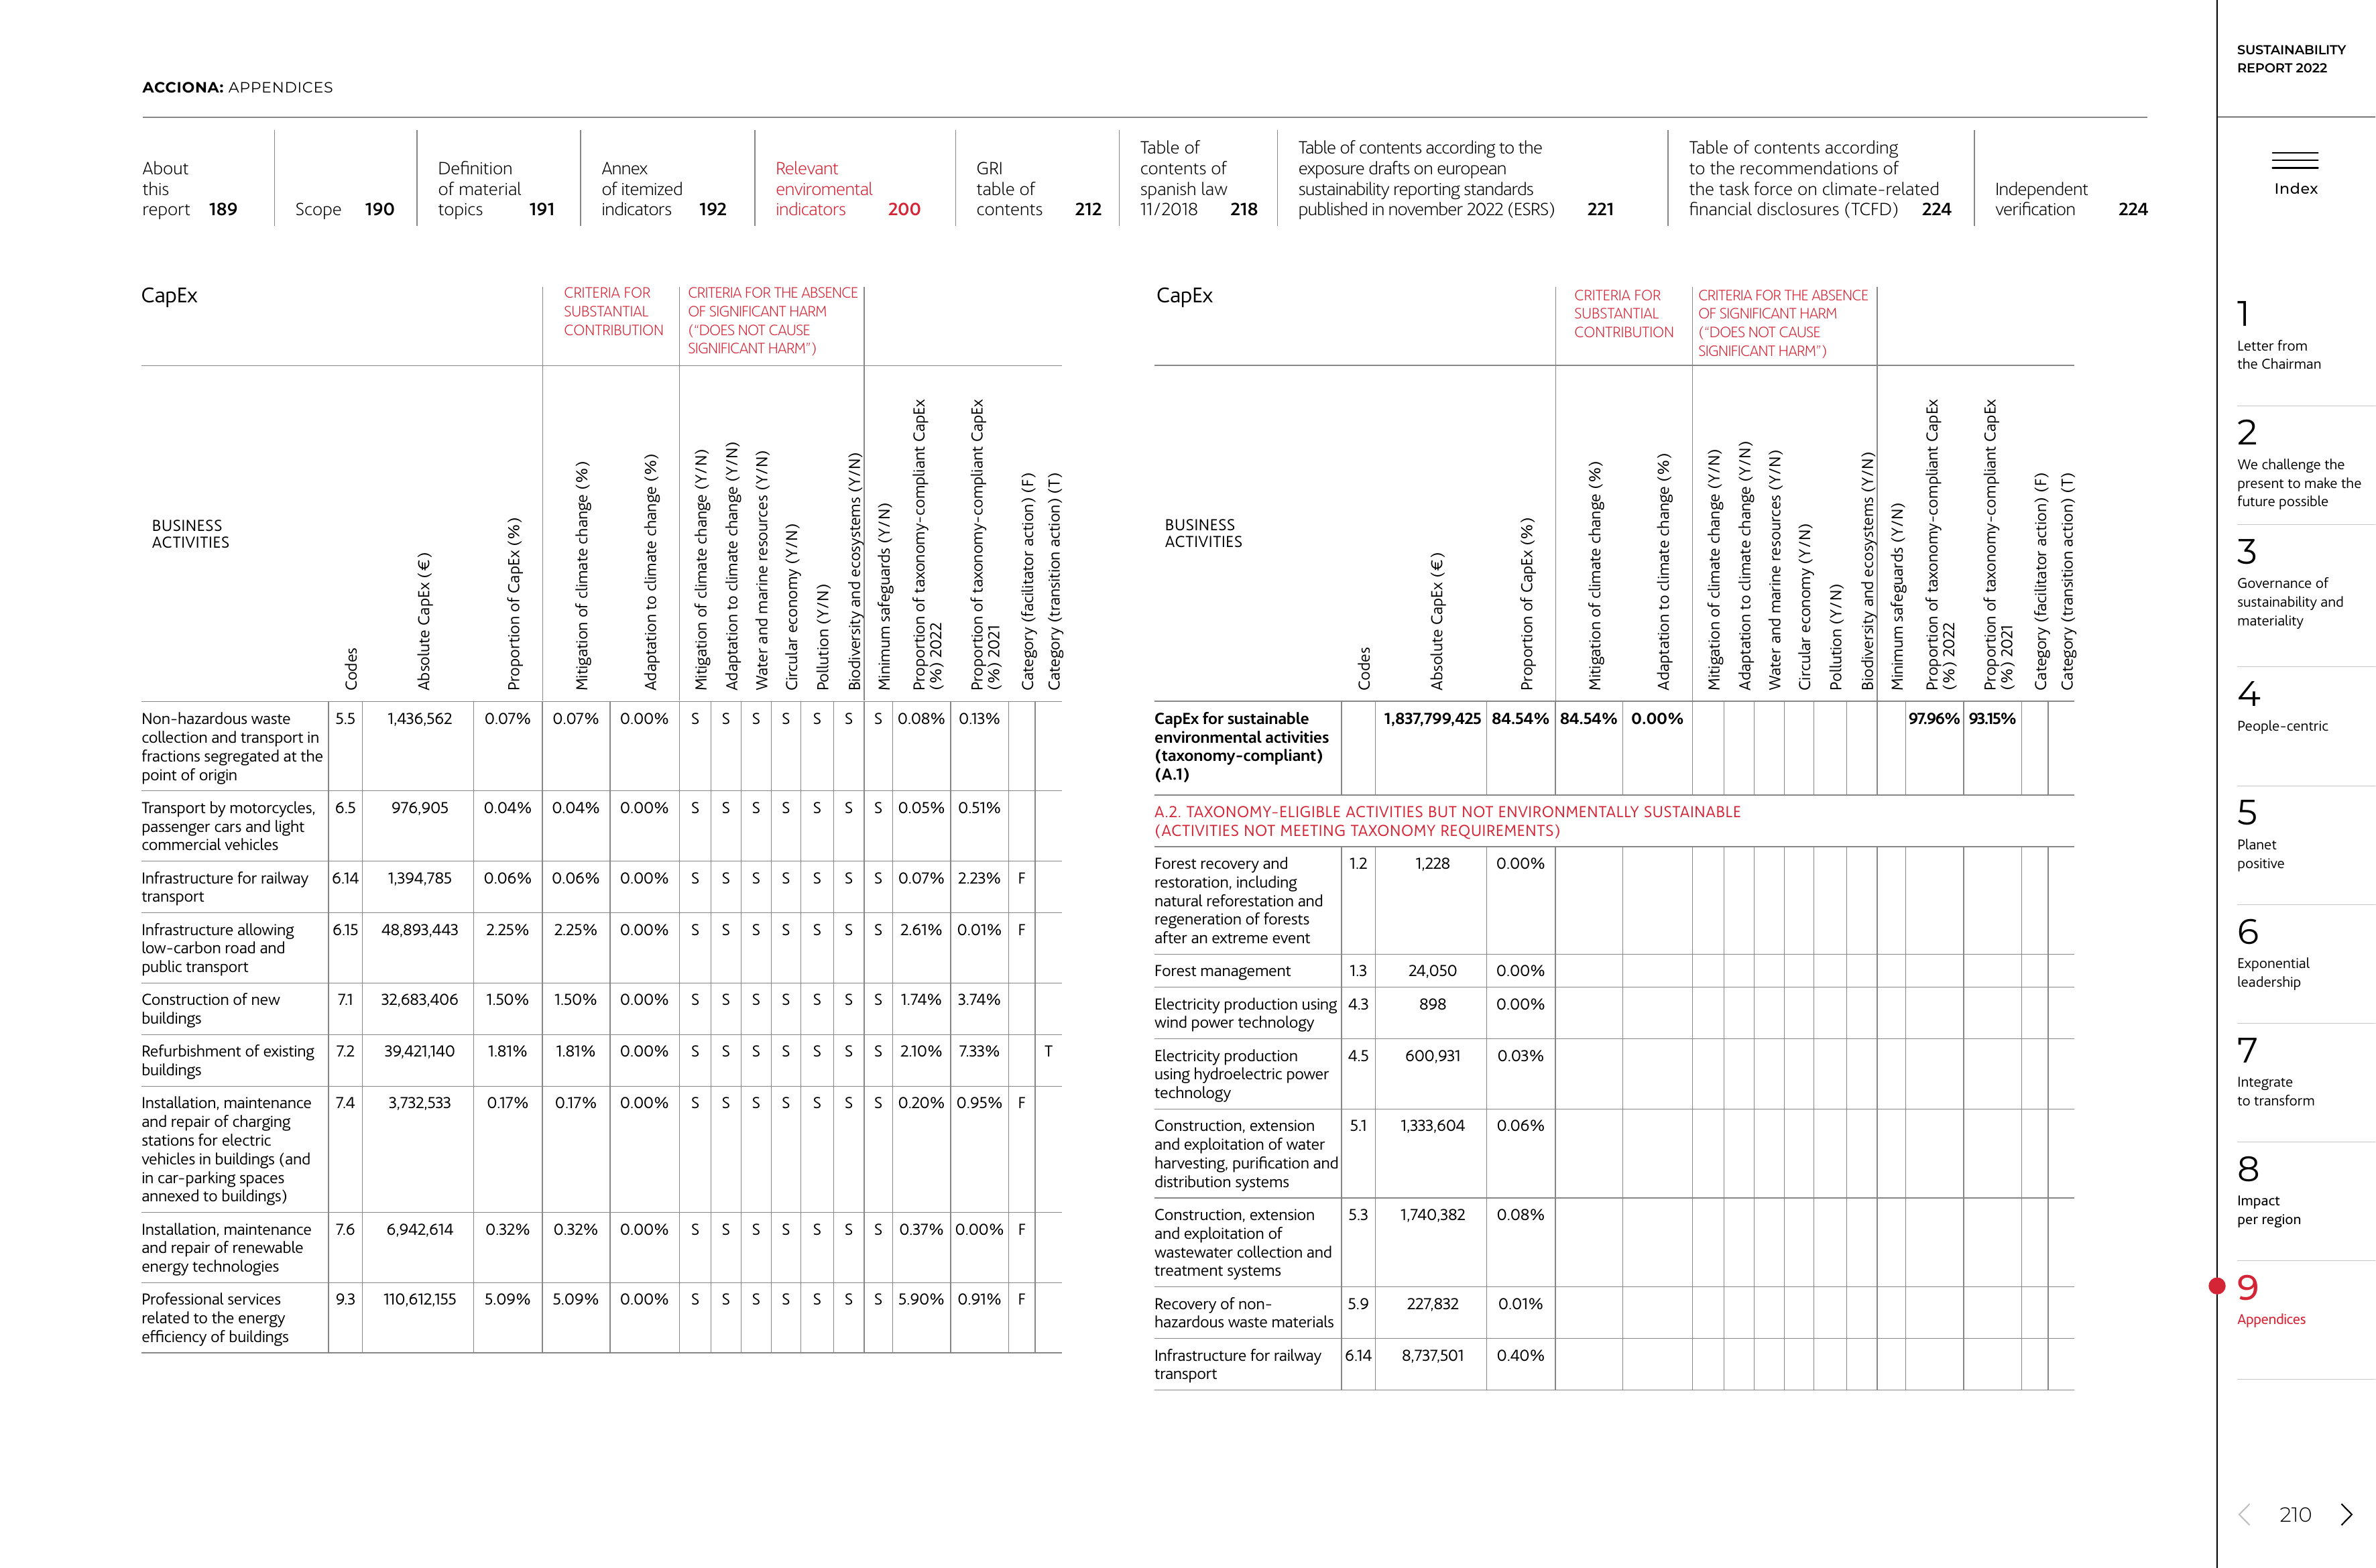 ACCIONA: APPENDICES
SUSTAINABILITY
REPORT 2022
About
this
report 189
Scope 190
Definition
of material
topics 191
Annex
of itemized
indicators 192
Relevant
enviromental
indicators 200
GRI
table of
contents 212
Table of
contents of
spanish law
11/2018 218
Table of contents according to the
exposure drafts on european
sustainability reporting standards
published in november 2022 (ESRS) 221
Table of contents according
to the recommendations of
the task force on climate-related
financial disclosures (TCFD) 224
Independent
verification 224
CapEx
CRITERIA FOR
SUBSTANTIAL
CONTRIBUTION
CRITERIA FOR THE ABSENCE
OF SIGNIFICANT HARM
(“DOES NOT CAUSE
SIGNIFICANT HARM”)
BUSINESS
ACTIVITIES
Codes
Absolute CapEx (€)
Proportion of CapEx (%)
Mitigation of climate change (%)
Adaptation to climate change (%)
Mitigation of climate change (Y/N)
Adaptation to climate change (Y/N)
Water and marine resources (Y/N)
Circular economy (Y/N)
Pollution (Y/N)
Biodiversity and ecosystems (Y/N)
Minimum safeguards (Y/N)
Proportion of taxonomy-compliant CapEx
(%) 2022
Proportion of taxonomy-compliant CapEx
(%) 2021
Category (facilitator action) (F)
Category (transition action) (T)
Non-hazardous waste 5.5 1,436,562 0.07% 0.07% 0.00% S S S S S S S 0.08% 0.13%
collection and transport in
fractions segregated at the
point of origin
Transport by motorcycles, 6.5 976,905 0.04% 0.04% 0.00% S S S S S S S 0.05% 0.51%
passenger cars and light
commercial vehicles
Infrastructure for railway 6.14 1,394,785 0.06% 0.06% 0.00% S S S S S S S 0.07% 2.23% F
transport
Infrastructure allowing 6.15 48,893,443 2.25% 2.25% 0.00% S S S S S S S 2.61% 0.01% F
low-carbon road and
public transport
Construction of new 7.1 32,683,406 1.50% 1.50% 0.00% S S S S S S S 1.74% 3.74%
buildings
Refurbishment of existing 7.2 39,421,140 1.81% 1.81% 0.00% S S S S S S S 2.10% 7.33% T
buildings
Installation, maintenance 7.4 3,732,533 0.17% 0.17% 0.00% S S S S S S S 0.20% 0.95% F
and repair of charging
stations for electric
vehicles in buildings (and
in car-parking spaces
annexed to buildings)
Installation, maintenance 7.6 6,942,614 0.32% 0.32% 0.00% S S S S S S S 0.37% 0.00% F
and repair of renewable
energy technologies
Professional services 9.3 110,612,155 5.09% 5.09% 0.00% S S S S S S S 5.90% 0.91% F
related to the energy
efficiency of buildings
CapEx
CRITERIA FOR
SUBSTANTIAL
CONTRIBUTION
CRITERIA FOR THE ABSENCE
OF SIGNIFICANT HARM
(“DOES NOT CAUSE
SIGNIFICANT HARM”)
BUSINESS
ACTIVITIES
Codes
Absolute CapEx (€)
Proportion of CapEx (%)
Mitigation of climate change (%)
Adaptation to climate change (%)
Mitigation of climate change (Y/N)
Adaptation to climate change (Y/N)
Water and marine resources (Y/N)
Circular economy (Y/N)
Pollution (Y/N)
Biodiversity and ecosystems (Y/N)
Minimum safeguards (Y/N)
Proportion of taxonomy-compliant CapEx
(%) 2022
Proportion of taxonomy-compliant CapEx
(%) 2021
Category (facilitator action) (F)
Category (transition action) (T)
CapEx for sustainable 1,837,799,425 84.54% 84.54% 0.00% 97.96% 93.15%
environmental activities
(taxonomy-compliant)
(A.1)
A.2. TAXONOMY-ELIGIBLE ACTIVITIES BUT NOT ENVIRONMENTALLY SUSTAINABLE
(ACTIVITIES NOT MEETING TAXONOMY REQUIREMENTS)
Forest recovery and 1.2 1,228 0.00%
restoration, including
natural reforestation and
regeneration of forests
after an extreme event
Forest management 1.3 24,050 0.00%
Electricity production using 4.3 898 0.00%
wind power technology
Electricity production 4.5 600,931 0.03%
using hydroelectric power
technology
Construction, extension 5.1 1,333,604 0.06%
and exploitation of water
harvesting, purification and
distribution systems
Construction, extension 5.3 1,740,382 0.08%
and exploitation of
wastewater collection and
treatment systems
Recovery of non- 5.9 227,832 0.01%
hazardous waste materials
Infrastructure for railway 6.14 8,737,501 0.40%
transport
Index
1
Letter from
the Chairman
2
We challenge the
present to make the
future possible
3
Governance of
sustainability and
materiality
4
People-centric
5
Planet
positive
6
Exponential
leadership
7
Integrate
to transform
8
Impact
per region
9
Appendices
210